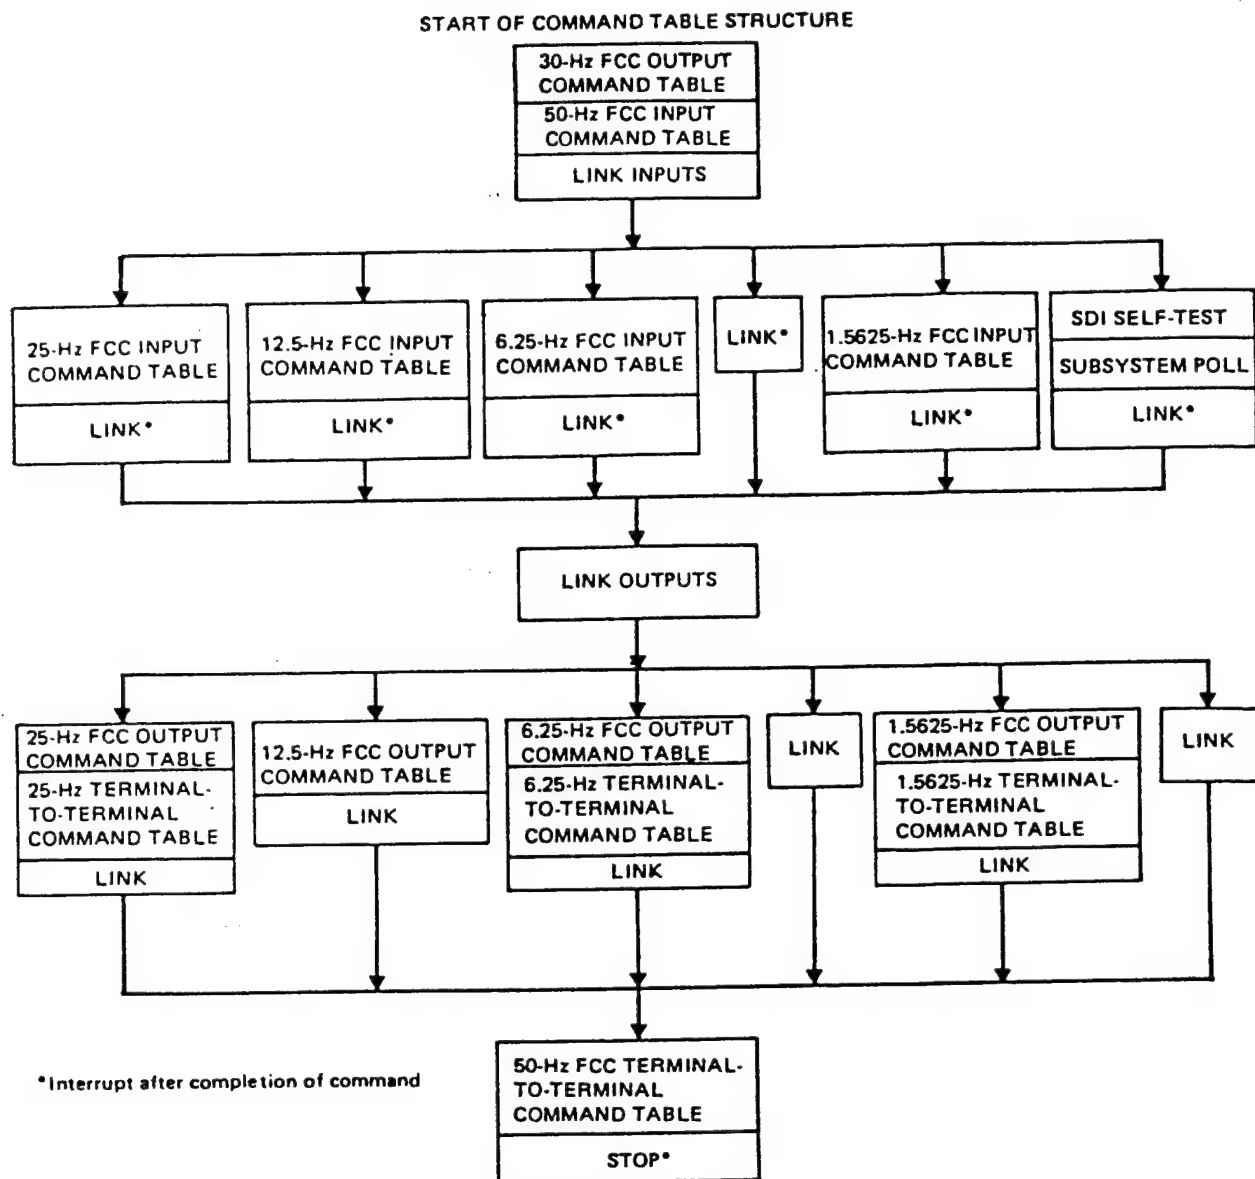 START OF COMMAND TABLE STRUCTURE
30-Hz FCC OUTPUT
COMMAND TABLE
50-Hz FCC INPUT
COMMAND TABLE
LINK INPUTS
25-Hz FCC INPUT
COMMAND TABLE
LINK*
12.5-Hz FCC INPUT
COMMAND TABLE
LINK*
6.25-Hz FCC INPUT
COMMAND TABLE
LINK*
LINK*
1.5625-Hz FCC INPUT
COMMAND TABLE
LINK*
SDI SELF-TEST
SUBSYSTEM POLL
LINK*
LINK OUTPUTS
25-Hz FCC OUTPUT
COMMAND TABLE
25-Hz TERMINAL-
TO-TERMINAL
COMMAND TABLE
LINK
12.5-Hz FCC OUTPUT
COMMAND TABLE
LINK
6.25-Hz FCC OUTPUT
COMMAND TABLE
6.25-Hz TERMINAL-
TO-TERMINAL
COMMAND TABLE
LINK
LINK
1.5625-Hz FCC OUTPUT
COMMAND TABLE
1.5625-Hz TERMINAL-
TO-TERMINAL
COMMAND TABLE
LINK
LINK
50-Hz FCC TERMINAL-
TO-TERMINAL
COMMAND TABLE
STOP*
*Interrupt after completion of command